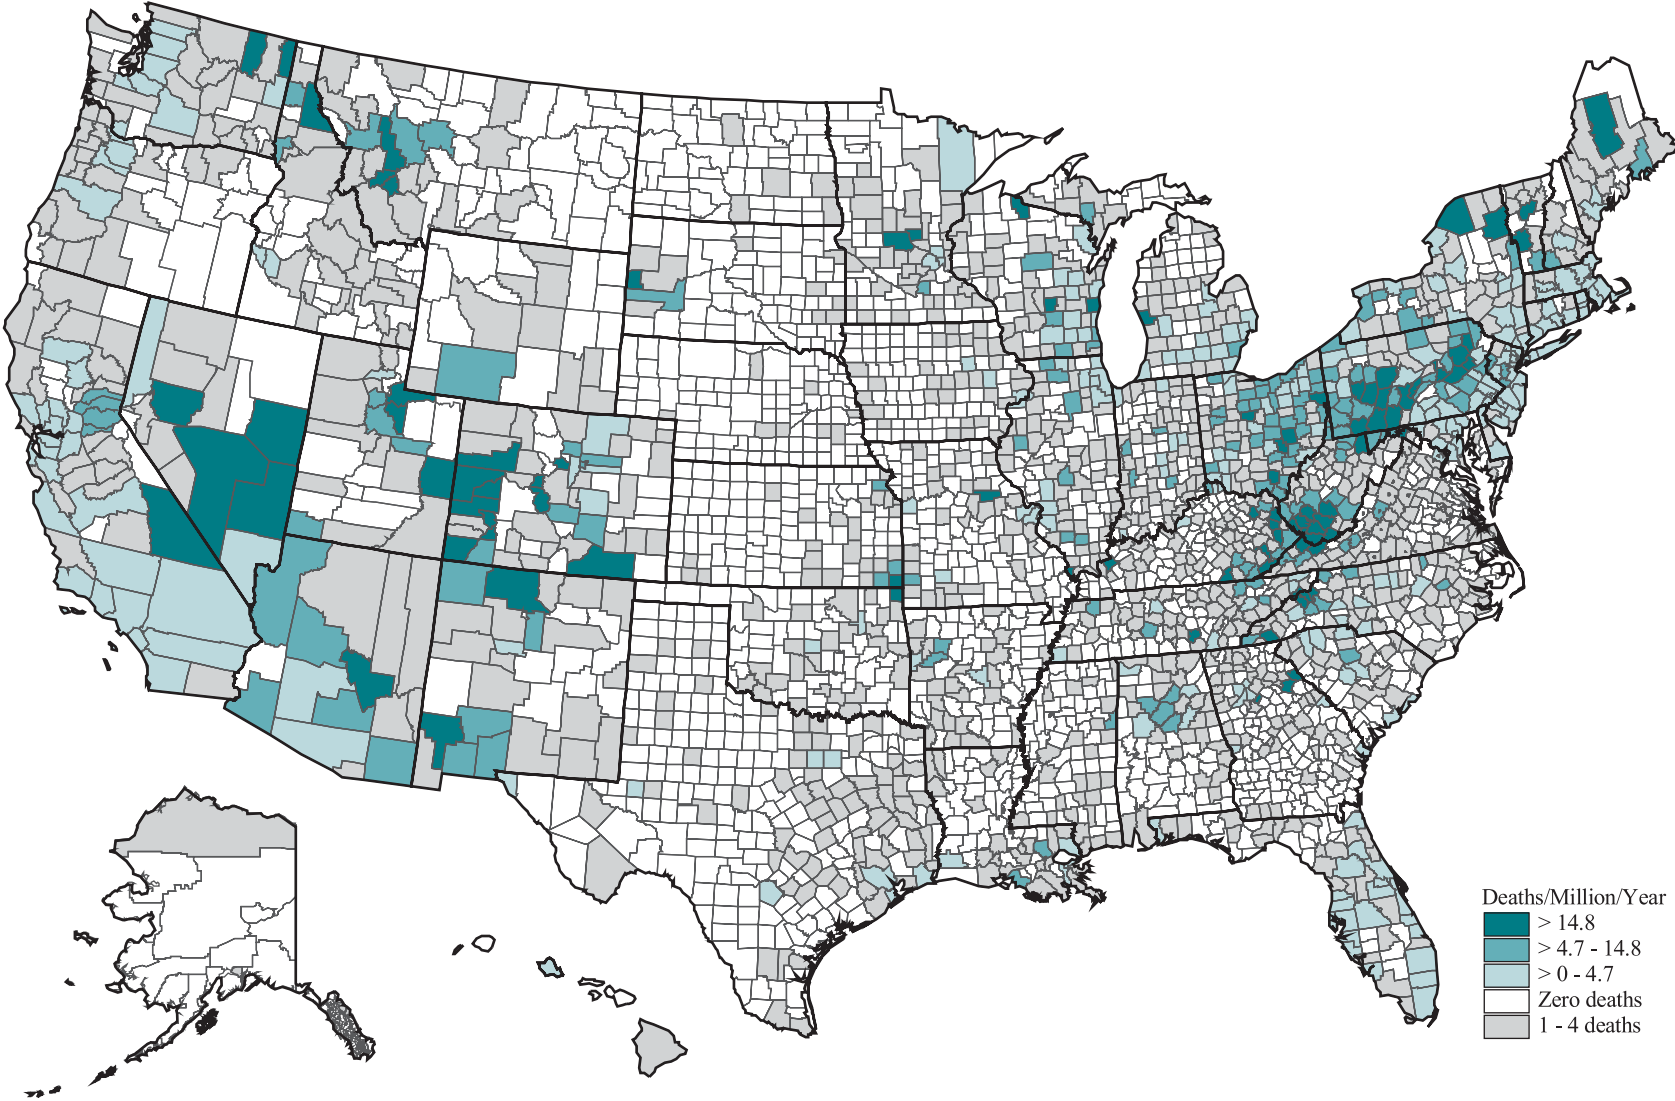 Deaths/Million/Year
> 14.8
> 4.7 - 14.8
> 0 - 4.7
Zero deaths
1 - 4 deaths